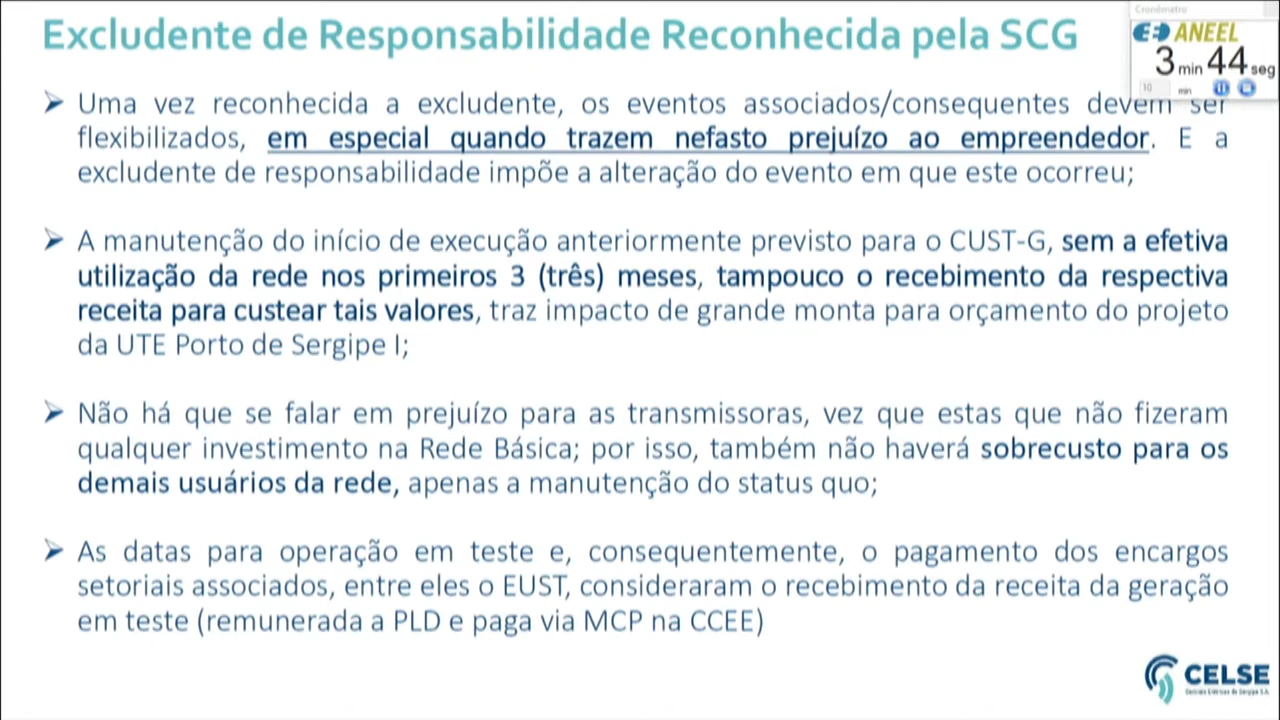 Excludente de Responsabilidade Reconhecida pela SCG
Cronômetro
ANEEL
3 min 44 seg
10 min
➤ Uma vez reconhecida a excludente, os eventos associados/consequentes devem ser
flexibilizados, em especial quando trazem nefasto prejuízo ao empreendedor. E a
excludente de responsabilidade impõe a alteração do evento em que este ocorreu;
➤ A manutenção do início de execução anteriormente previsto para o CUST-G, sem a efetiva
utilização da rede nos primeiros 3 (três) meses, tampouco o recebimento da respectiva
receita para custear tais valores, traz impacto de grande monta para orçamento do projeto
da UTE Porto de Sergipe I;
➤ Não há que se falar em prejuízo para as transmissoras, vez que estas que não fizeram
qualquer investimento na Rede Básica; por isso, também não haverá sobrecusto para os
demais usuários da rede, apenas a manutenção do status quo;
➤ As datas para operação em teste e, consequentemente, o pagamento dos encargos
setoriais associados, entre eles o EUST, consideraram o recebimento da receita da geração
em teste (remunerada a PLD e paga via MCP na CCEE)
CELSE
Centrais Elétricas de Sergipe S.A.